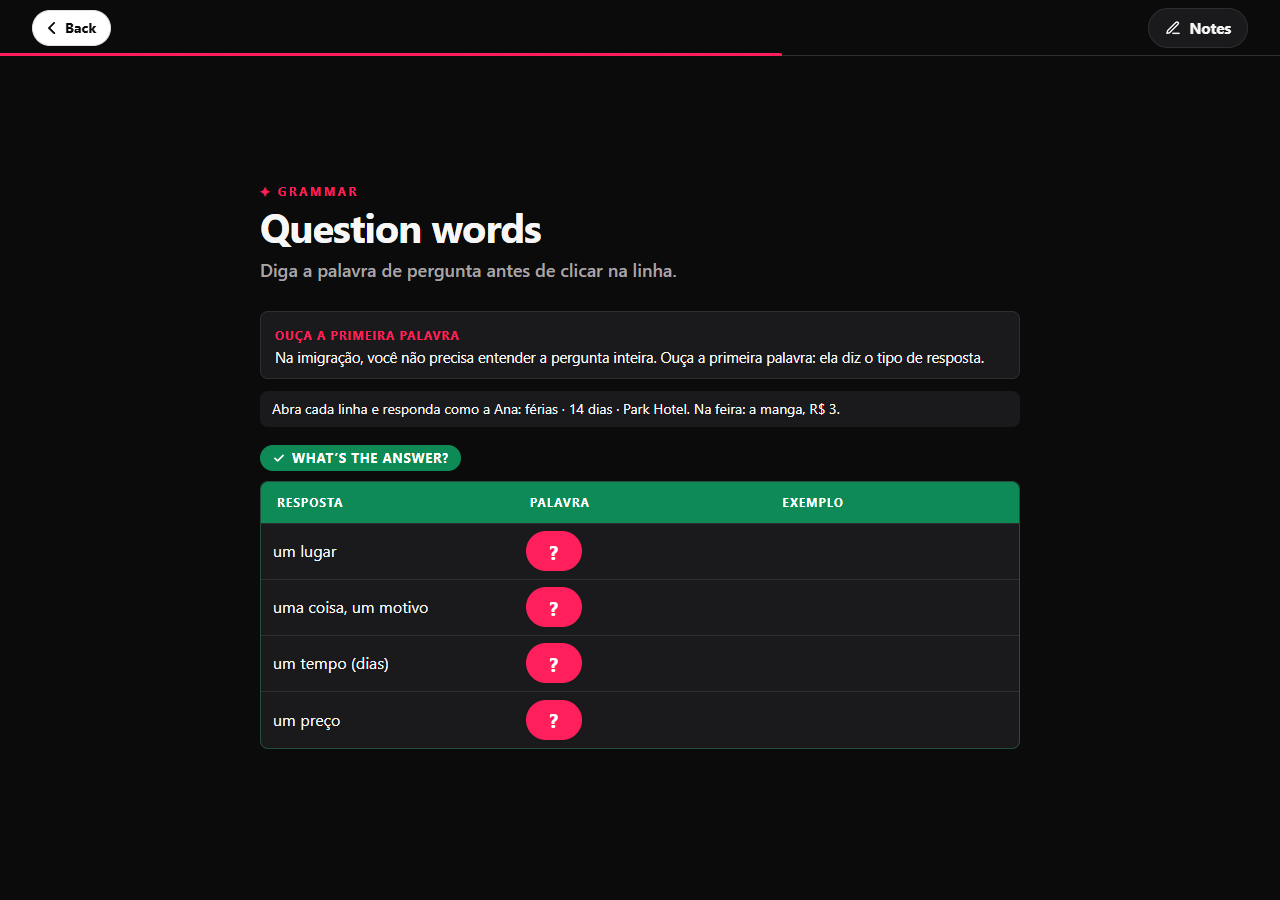 Back
Notes
GRAMMAR
Question words
Diga a palavra de pergunta antes de clicar na linha.
OUÇA A PRIMEIRA PALAVRA
Na imigração, você não precisa entender a pergunta inteira. Ouça a primeira palavra: ela diz o tipo de resposta.
Abra cada linha e responda como a Ana: férias · 14 dias · Park Hotel. Na feira: a manga, R$ 3.
WHAT'S THE ANSWER?
RESPOSTA PALAVRA EXEMPLO
um lugar ?
uma coisa, um motivo ?
um tempo (dias) ?
um preço ?